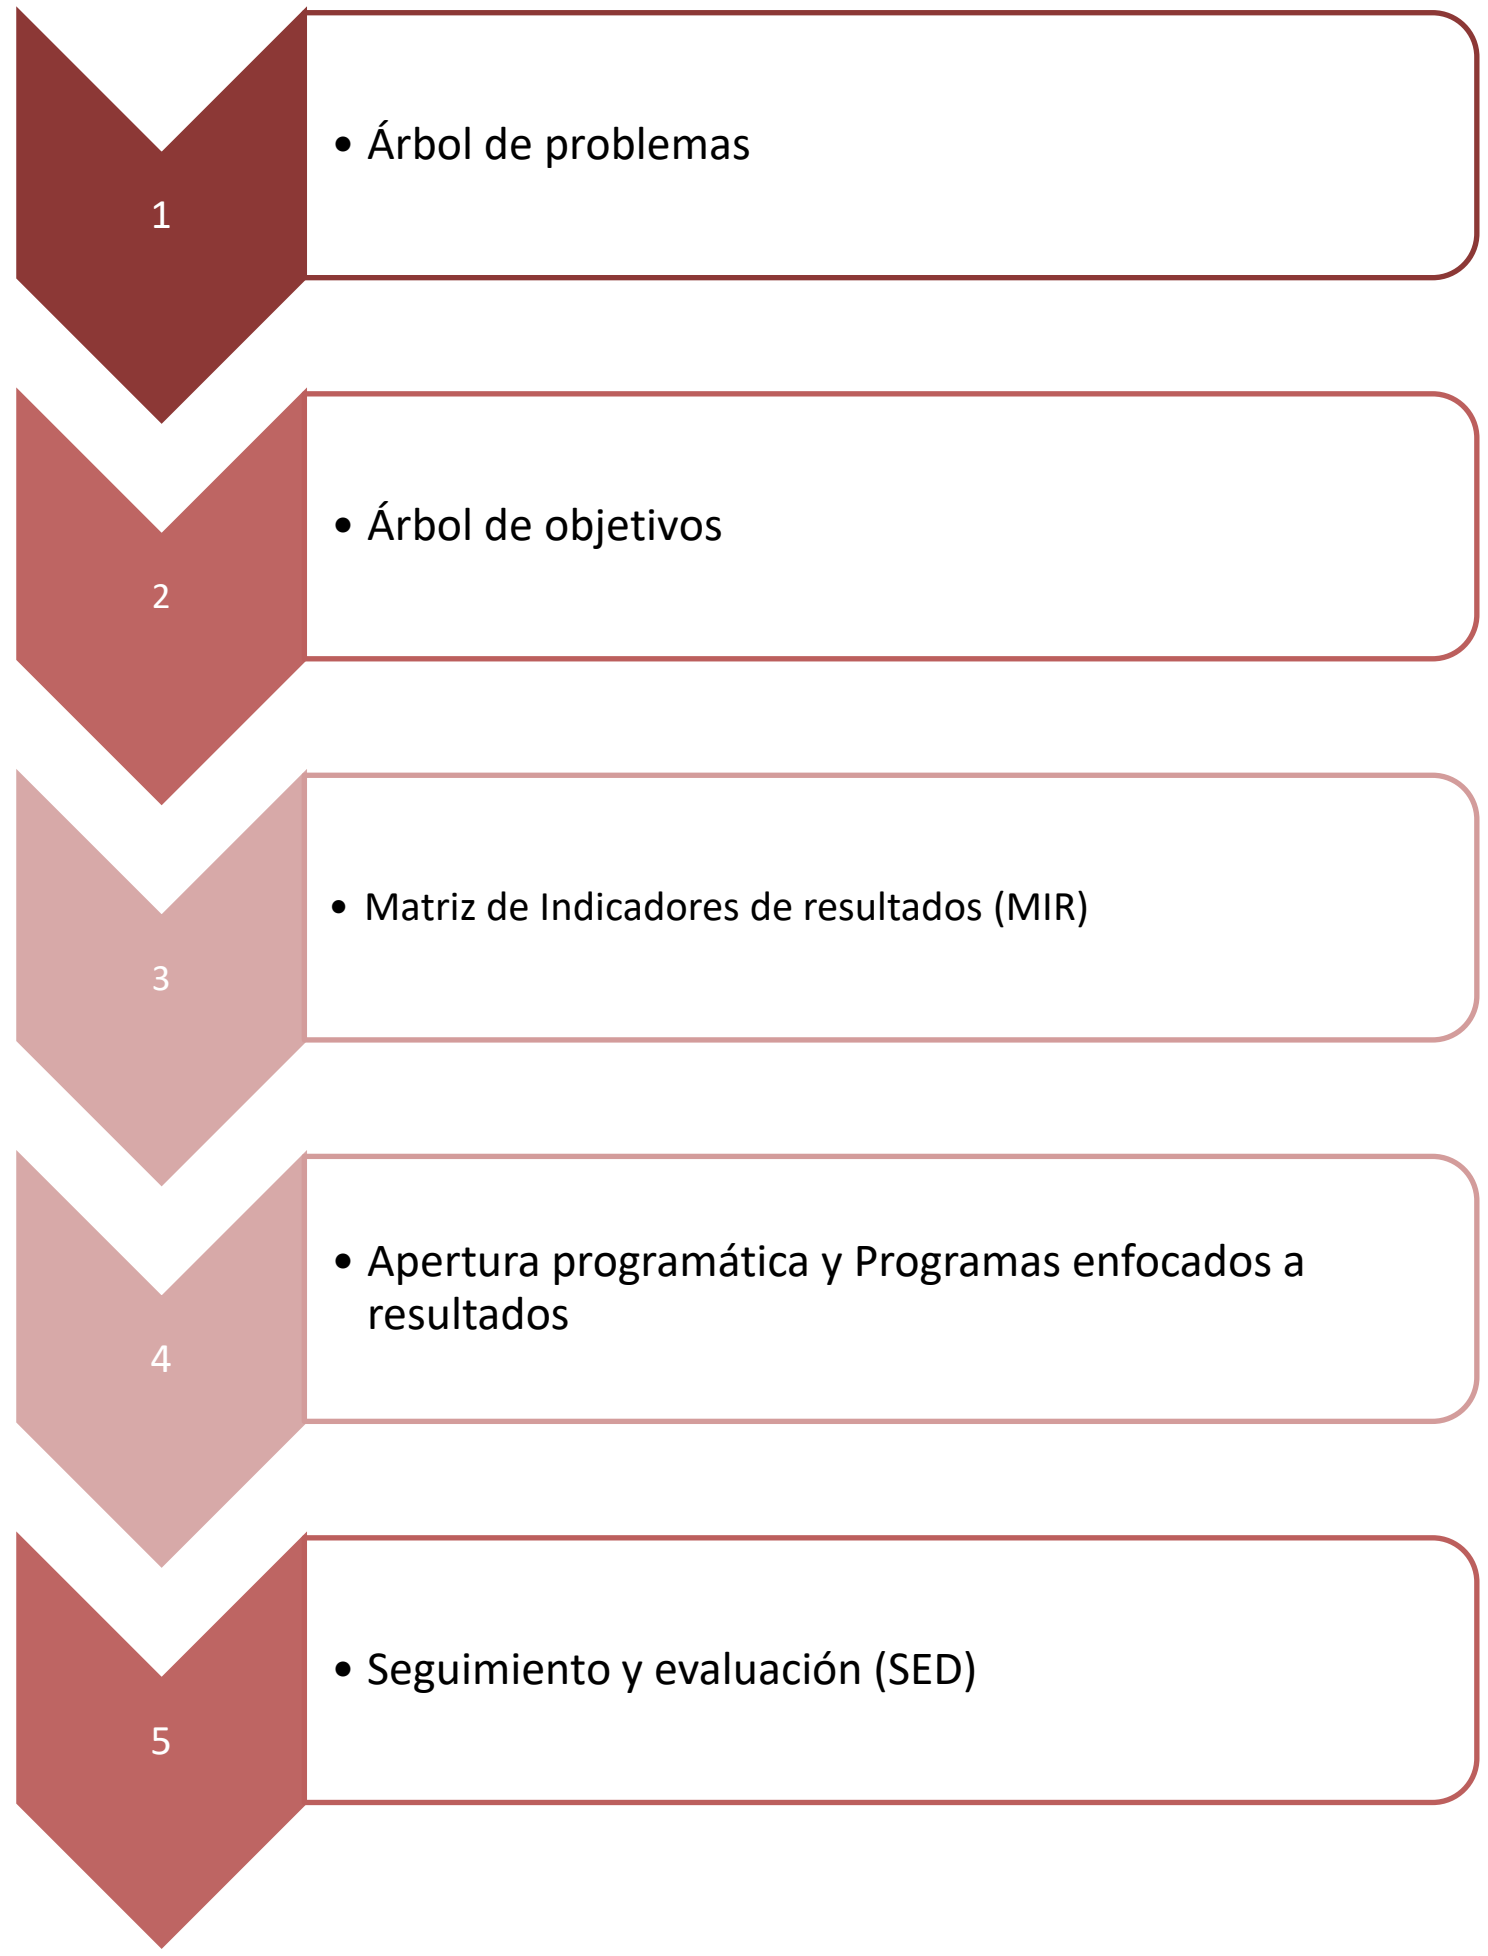 1
• Árbol de problemas
2
• Árbol de objetivos
3
• Matriz de Indicadores de resultados (MIR)
4
• Apertura programática y Programas enfocados a
resultados
5
• Seguimiento y evaluación (SED)